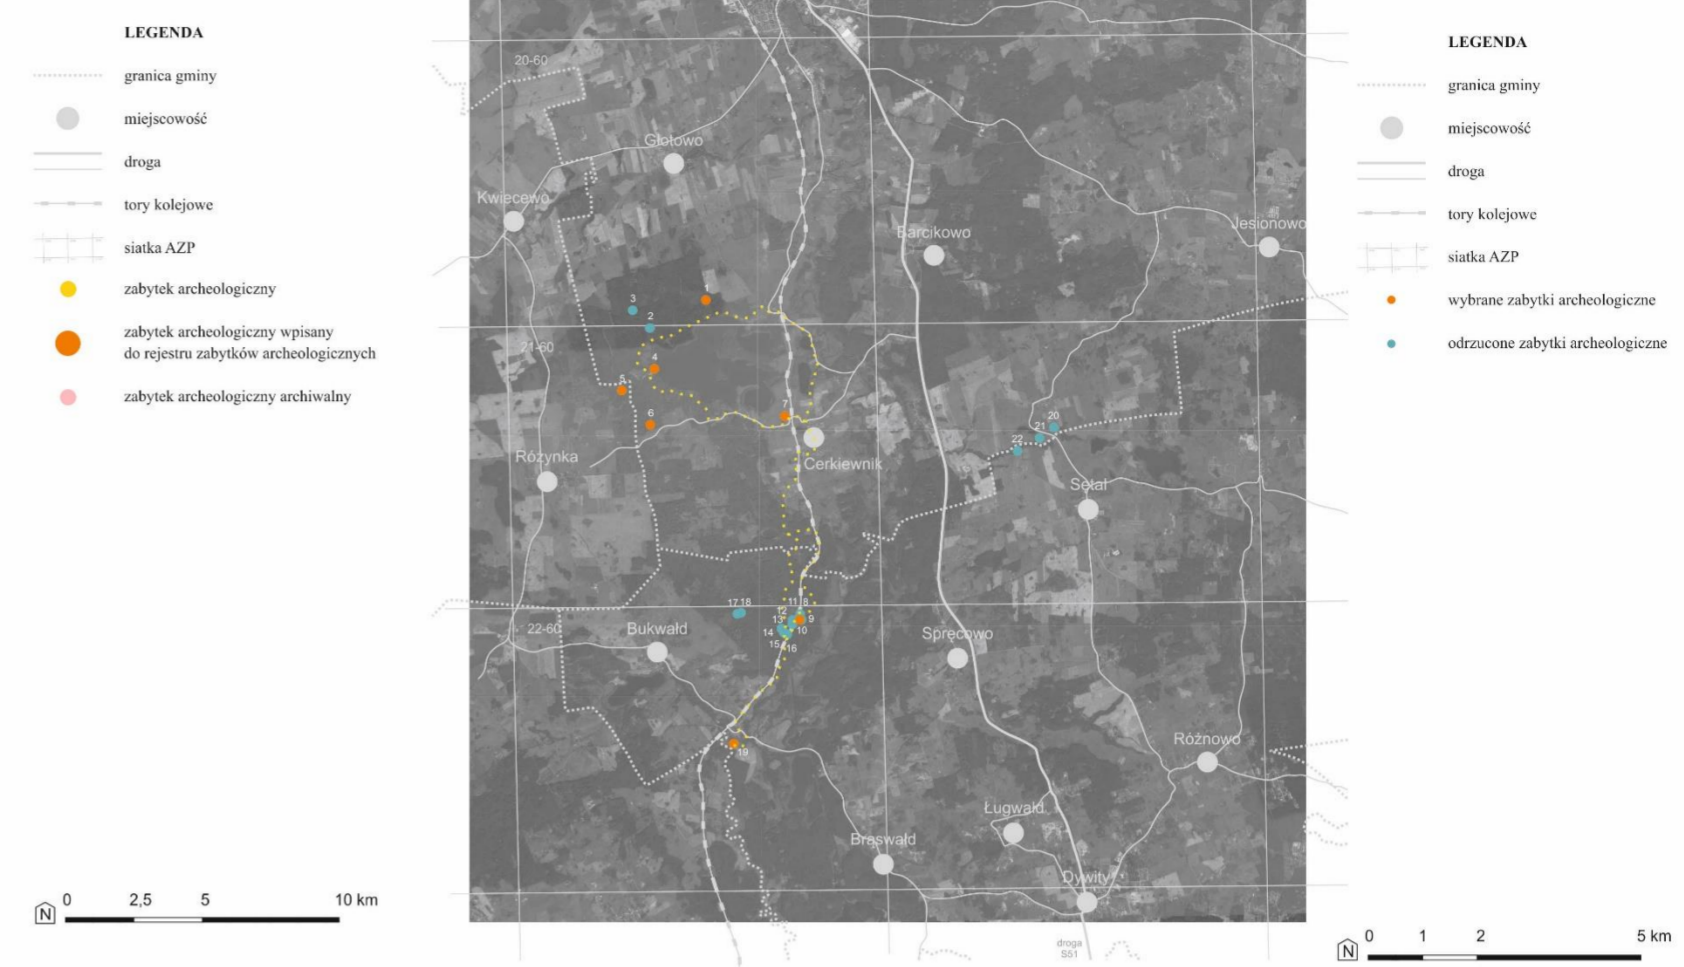 LEGENDA
granica gminy
miejscowość
droga
tory kolejowe
siatka AZP
zabytek archeologiczny
zabytek archeologiczny wpisany
do rejestru zabytków archeologicznych
zabytek archeologiczny archiwalny
N
0 2,5 5 10 km
20-60
Głotowo
Kwiecewo
Barcikowo
Jesionowo
1
3
2
21-60
4
5
6
7
20
21
22
Różynka
Cerkiewnik
Sętal
17 18
11 8
12
13
9
14
10
15
16
22-60
Bukwałd
Spręcowo
19
Różnowo
Ługwałd
Brąswałd
Dywity
droga
S51
LEGENDA
granica gminy
miejscowość
droga
tory kolejowe
siatka AZP
wybrane zabytki archeologiczne
odrzucone zabytki archeologiczne
N
0 1 2 5 km